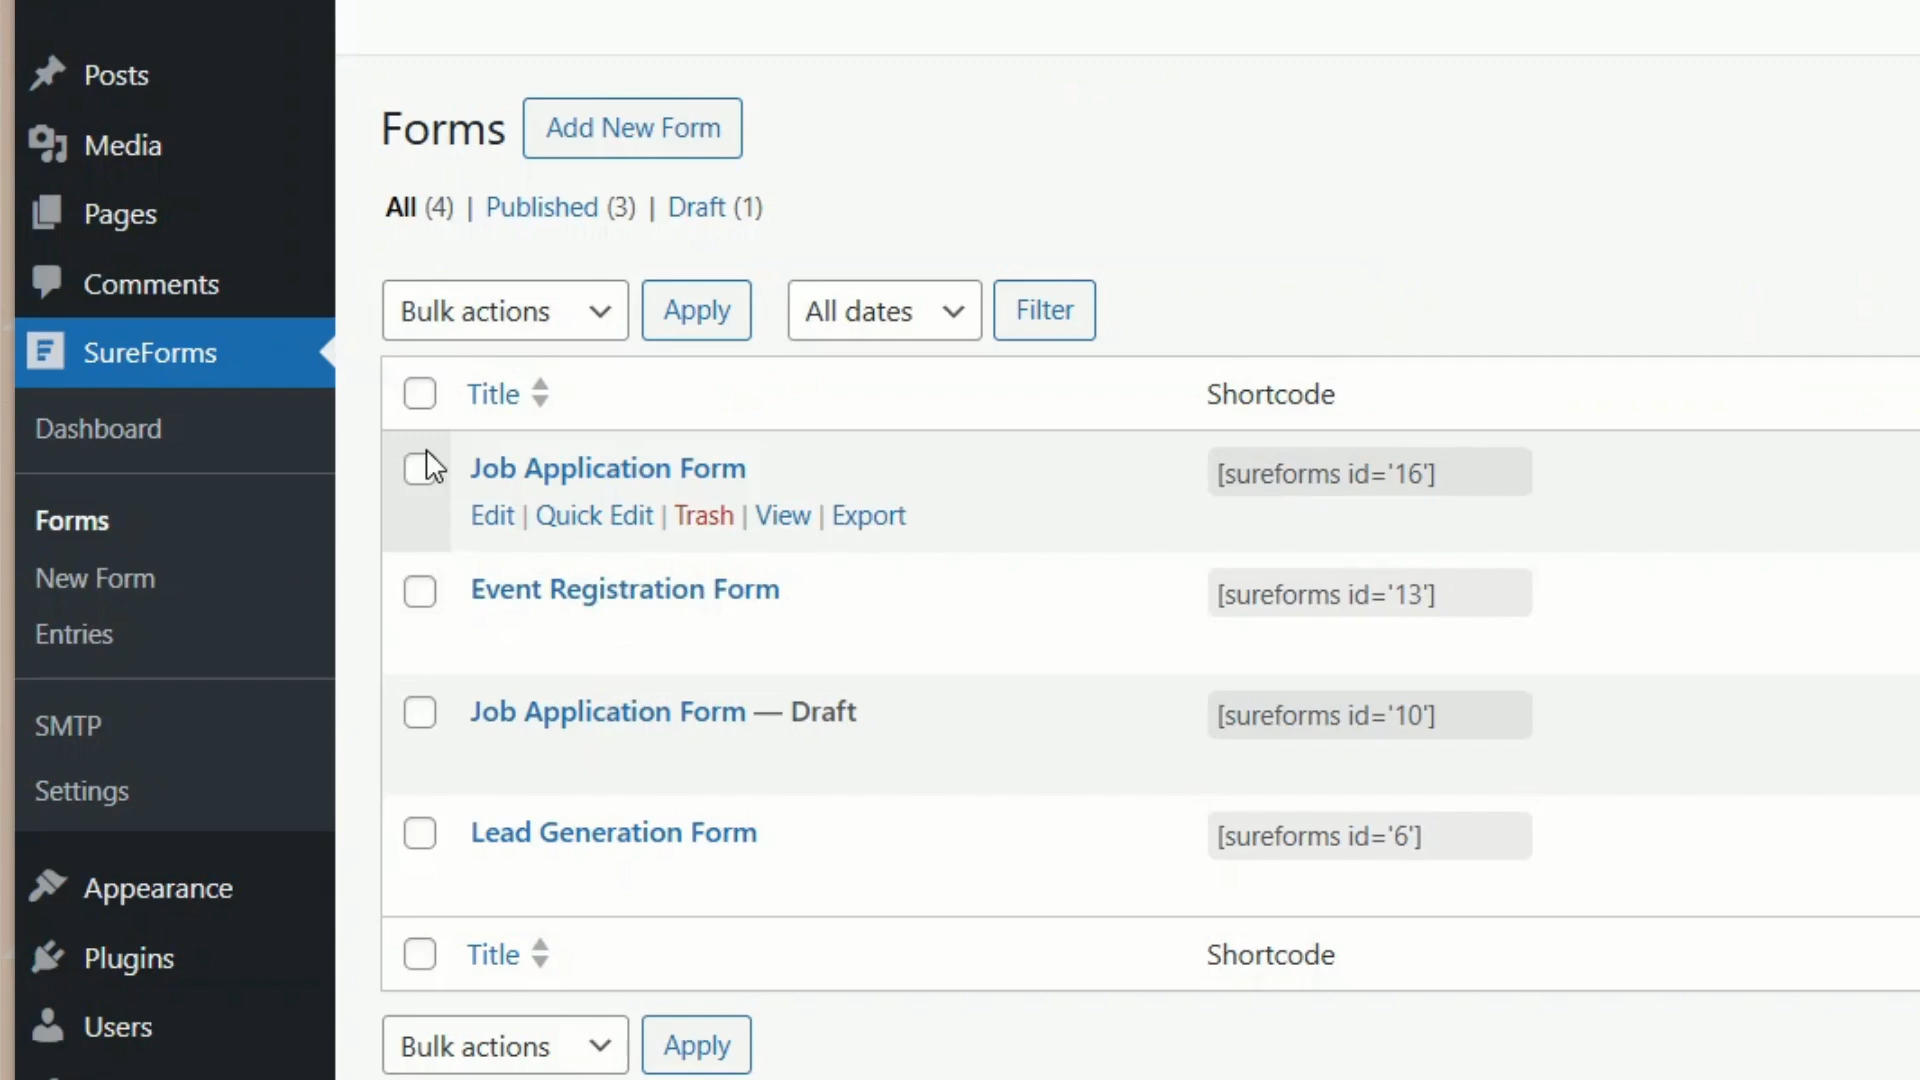 Posts
Media
Pages
Comments
SureForms
Dashboard
Forms
New Form
Entries
SMTP
Settings
Appearance
Plugins
Users
Forms Add New Form
All (4) | Published (3) | Draft (1)
Bulk actions Apply All dates Filter
Title Shortcode
Job Application Form [sureforms id='16']
Edit | Quick Edit | Trash | View | Export
Event Registration Form [sureforms id='13']
Job Application Form — Draft [sureforms id='10']
Lead Generation Form [sureforms id='6']
Title Shortcode
Bulk actions Apply